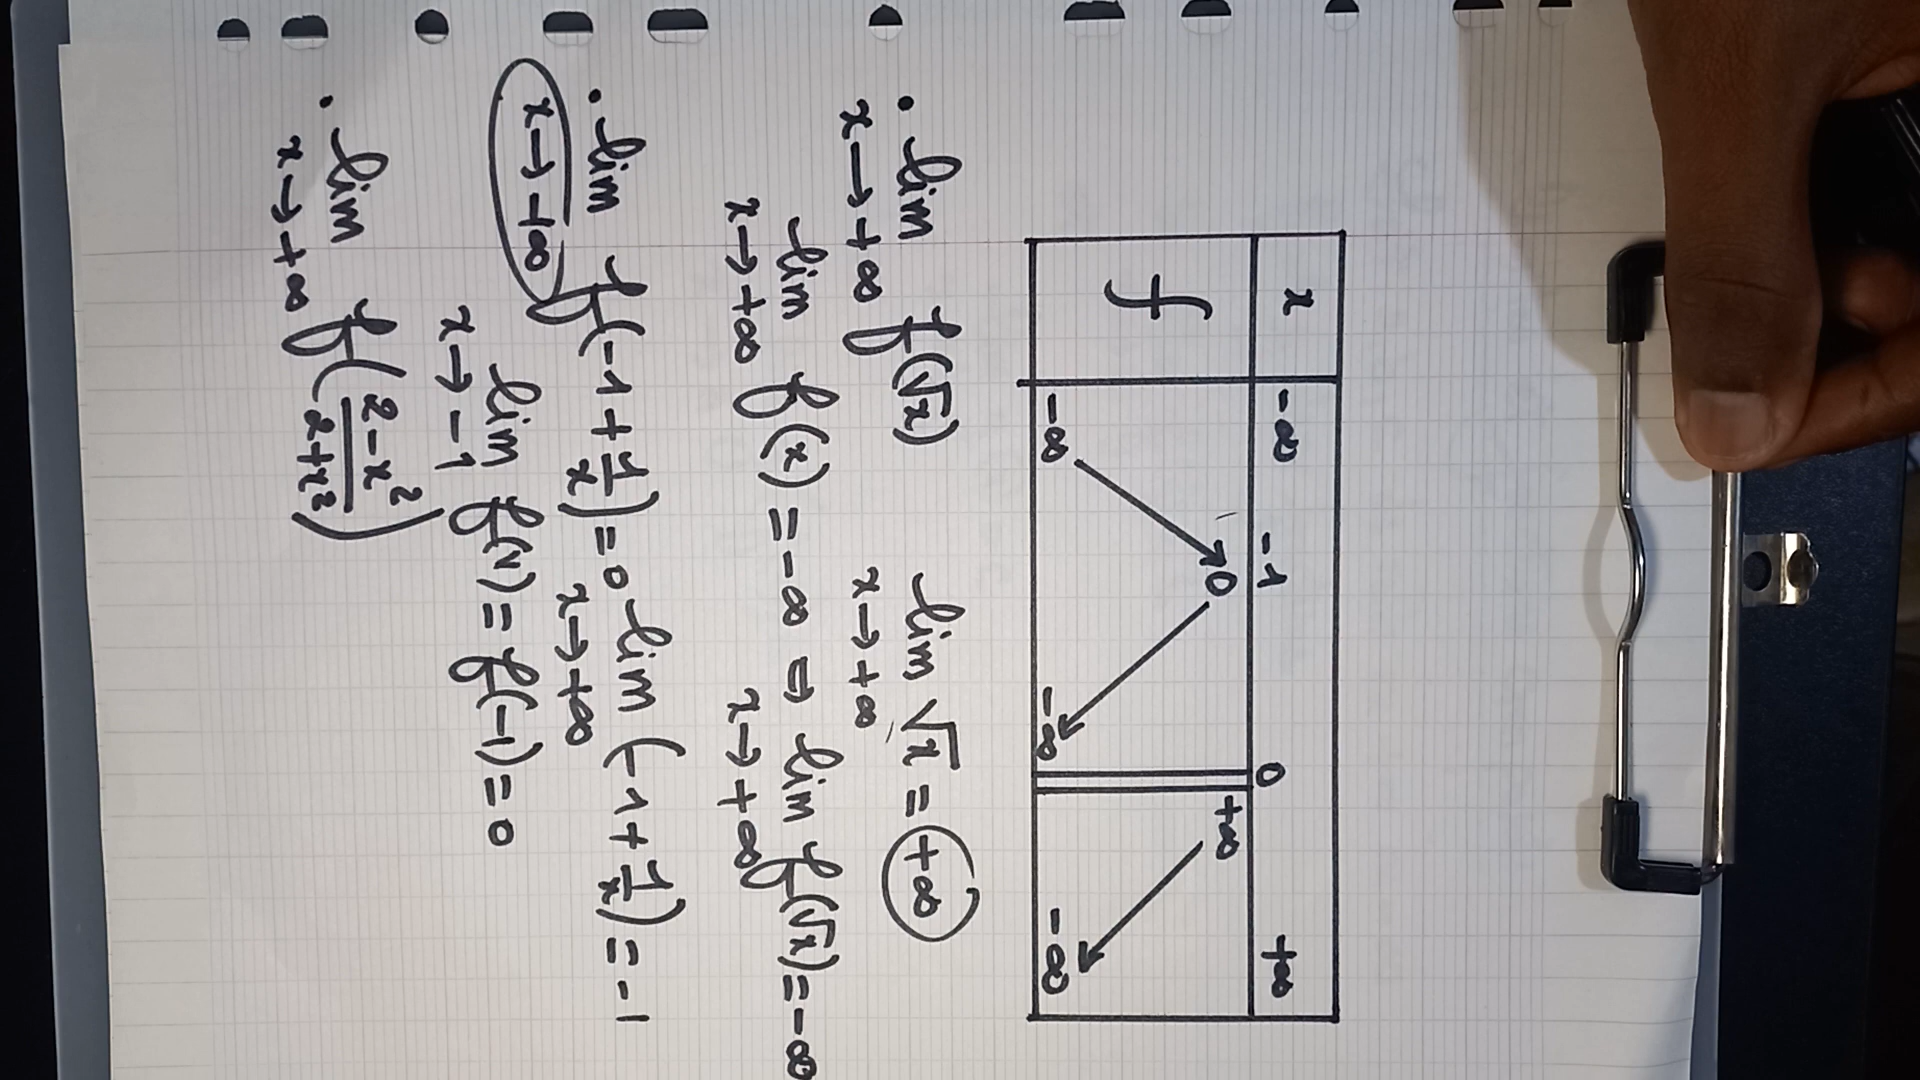 x -∞ -1 0 +∞
f -∞ 0 -∞ +∞ -∞
. lim f(√x) lim √x = +∞
x→+∞ x→+∞
lim f(x) = -∞ ⇒ lim f(√x) = -∞
x→+∞ x→+∞
. lim f(-1+1/x) = 0 lim (-1+1/x) = -1
x→+∞ x→+∞
lim f(x) = f(-1) = 0
x→-1
. lim f((2-x²)/(2+x²))
x→+∞